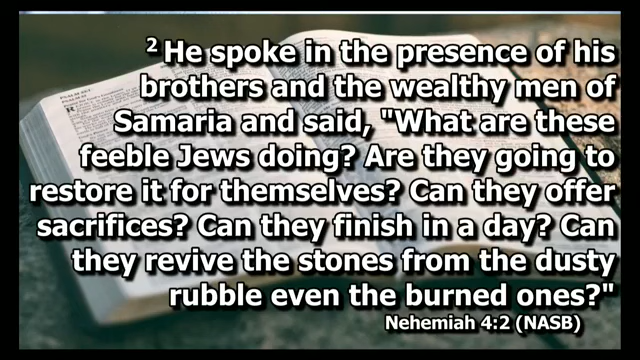 2 He spoke in the presence of his
brothers and the wealthy men of
Samaria and said, "What are these
feeble Jews doing? Are they going to
restore it for themselves? Can they offer
sacrifices? Can they finish in a day? Can
they revive the stones from the dusty
rubble even the burned ones?"
Nehemiah 4:2 (NASB)